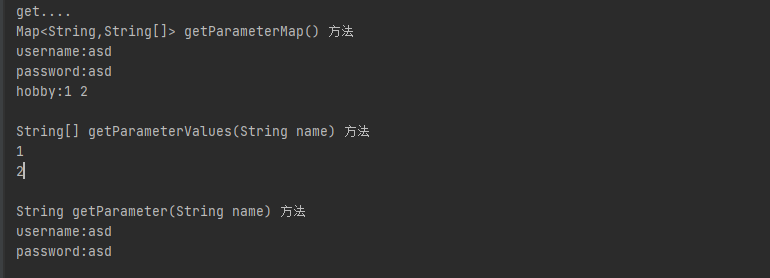 get....
Map<String,String[]> getParameterMap() 方法
username:asd
password:asd
hobby:1 2
String[] getParameterValues(String name) 方法
1
2
String getParameter(String name) 方法
username:asd
password:asd